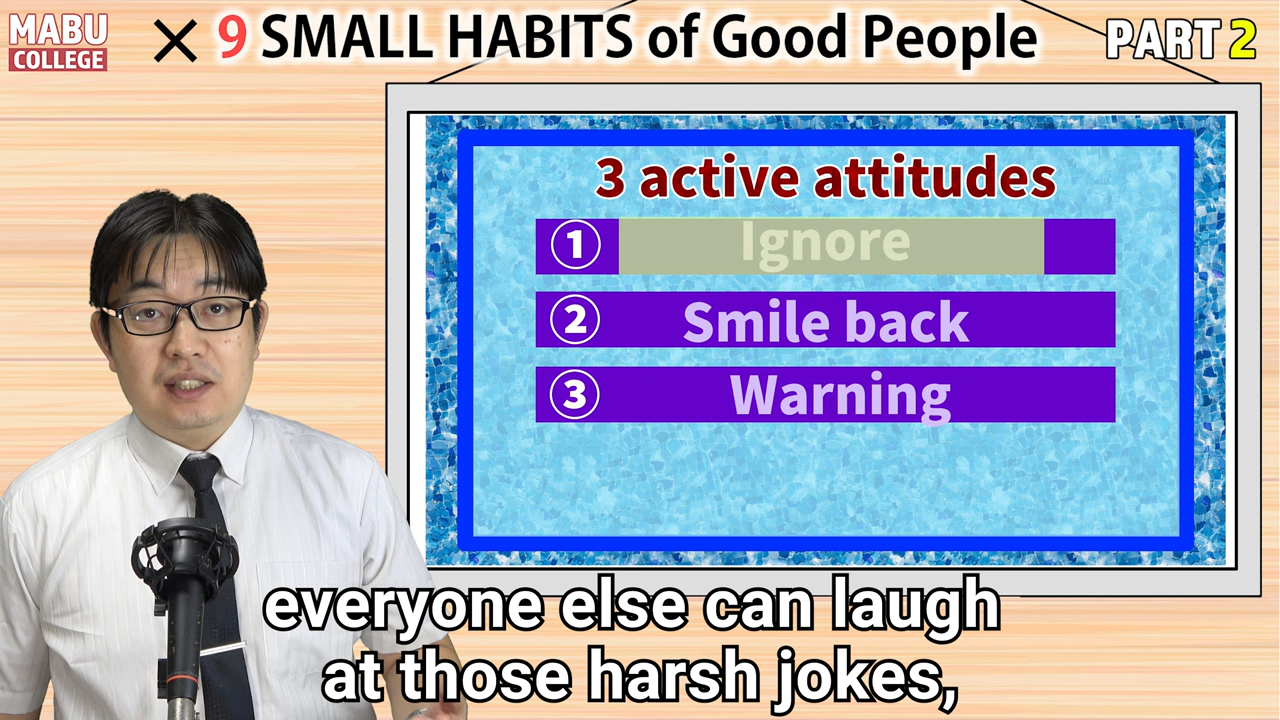 MABU
COLLEGE
× 9 SMALL HABITS of Good People
PART 2
3 active attitudes
① Ignore
② Smile back
③ Warning
everyone else can laugh
at those harsh jokes,